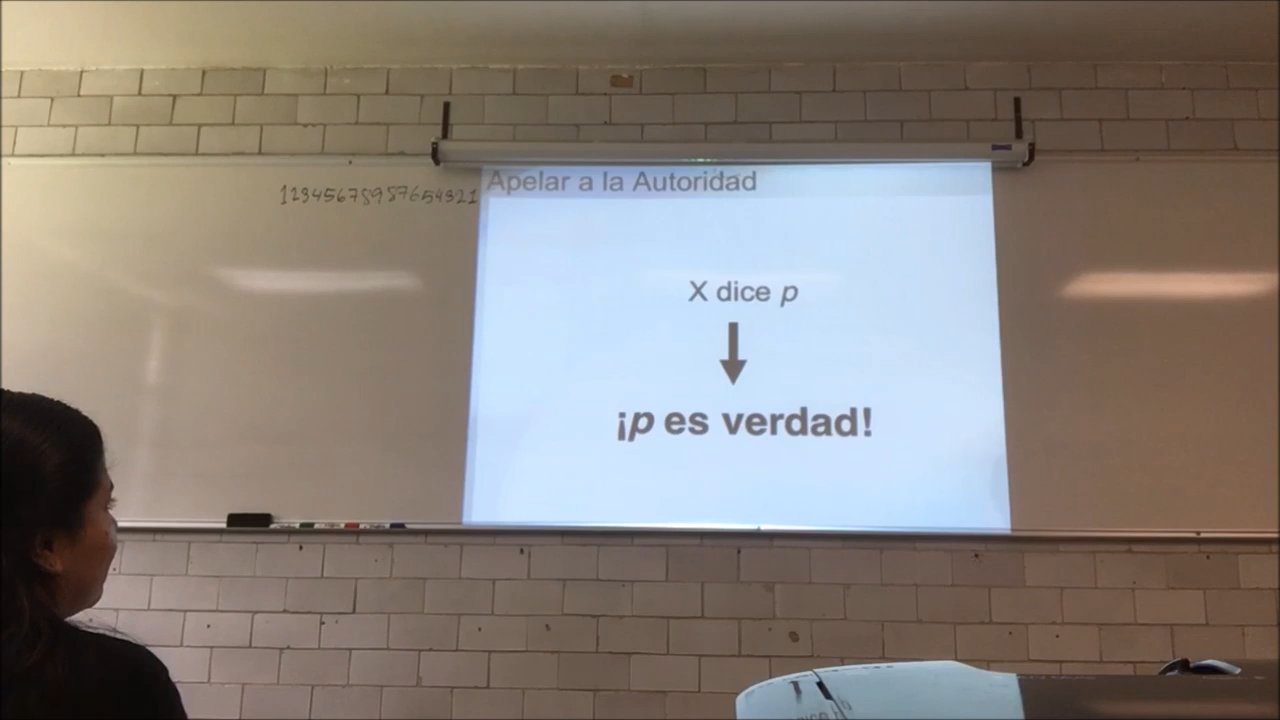 12345678987654321
Apelar a la Autoridad
X dice p
¡p es verdad!